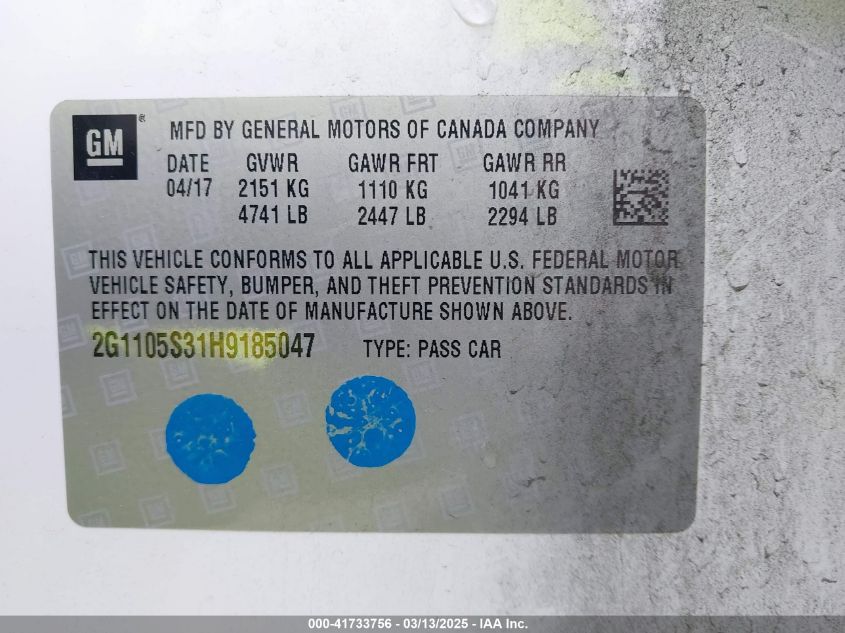 GM ® MFD BY GENERAL MOTORS OF CANADA COMPANY
DATE GVWR GAWR FRT GAWR RR
04/17 2151 KG 1110 KG 1041 KG
4741 LB 2447 LB 2294 LB
THIS VEHICLE CONFORMS TO ALL APPLICABLE U.S. FEDERAL MOTOR
VEHICLE SAFETY, BUMPER, AND THEFT PREVENTION STANDARDS IN
EFFECT ON THE DATE OF MANUFACTURE SHOWN ABOVE.
2G1105S31H9185047 TYPE: PASS CAR
000-41733756 - 03/13/2025 - IAA Inc.